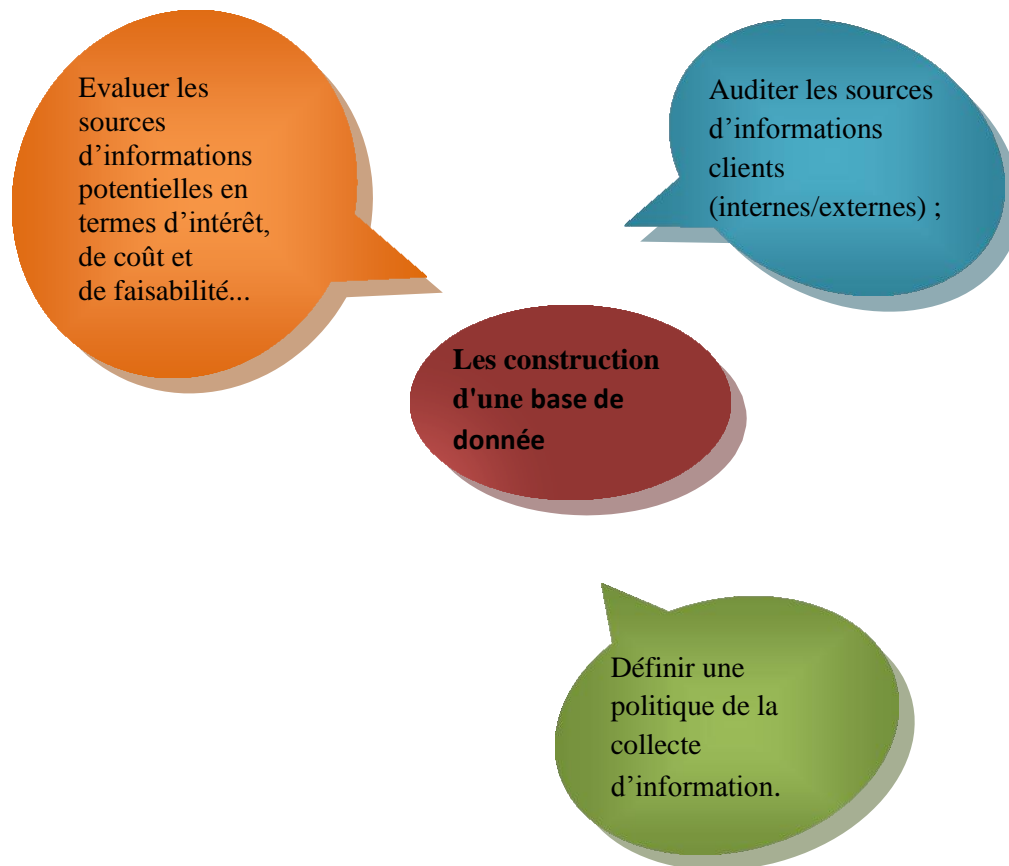 Evaluer les
sources
d’informations
potentielles en
termes d’intérêt,
de coût et
de faisabilité...
Auditer les sources
d’informations
clients
(internes/externes) ;
Les construction
d'une base de
donnée
Définir une
politique de la
collecte
d’information.